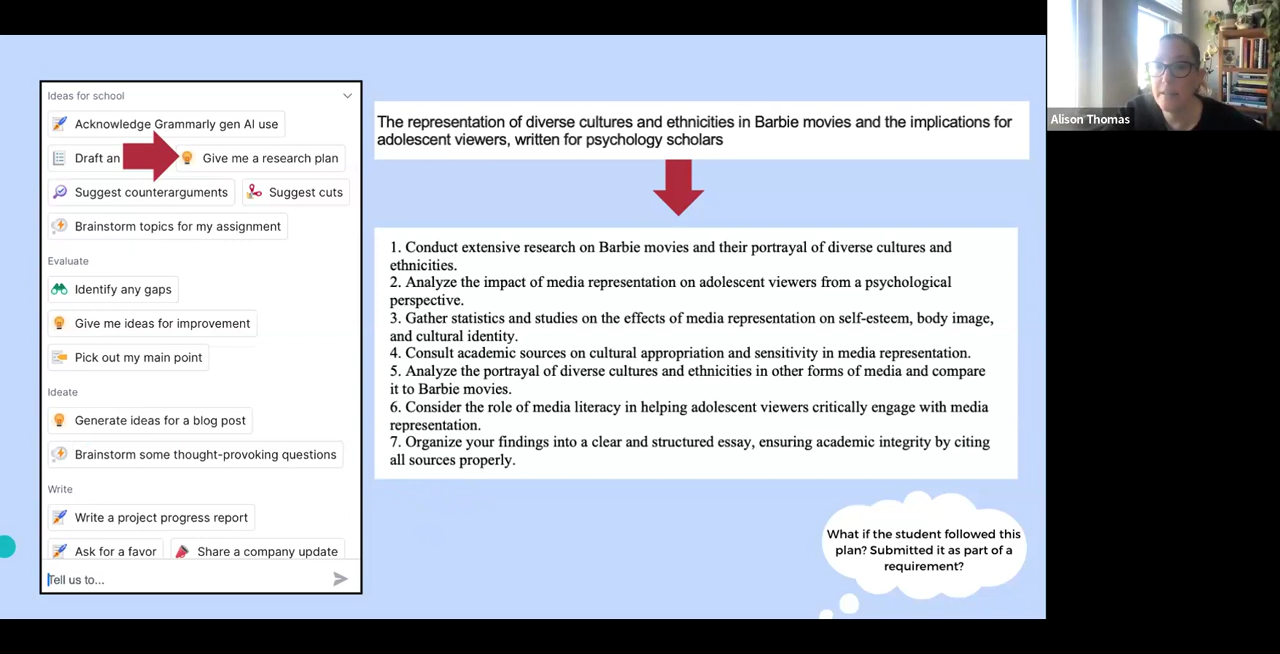 Ideas for school
Acknowledge Grammarly gen AI use
Draft an
Give me a research plan
Suggest counterarguments
Suggest cuts
Brainstorm topics for my assignment
Evaluate
Identify any gaps
Give me ideas for improvement
Pick out my main point
Ideate
Generate ideas for a blog post
Brainstorm some thought-provoking questions
Write
Write a project progress report
Ask for a favor
Share a company update
Tell us to...
The representation of diverse cultures and ethnicities in Barbie movies and the implications for
adolescent viewers, written for psychology scholars
1. Conduct extensive research on Barbie movies and their portrayal of diverse cultures and
ethnicities.
2. Analyze the impact of media representation on adolescent viewers from a psychological
perspective.
3. Gather statistics and studies on the effects of media representation on self-esteem, body image,
and cultural identity.
4. Consult academic sources on cultural appropriation and sensitivity in media representation.
5. Analyze the portrayal of diverse cultures and ethnicities in other forms of media and compare
it to Barbie movies.
6. Consider the role of media literacy in helping adolescent viewers critically engage with media
representation.
7. Organize your findings into a clear and structured essay, ensuring academic integrity by citing
all sources properly.
What if the student followed this
plan? Submitted it as part of a
requirement?
Alison Thomas